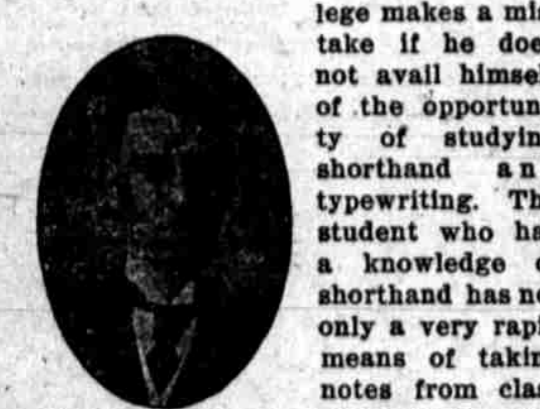 lege makes a mis
take if he doe
not avail himsel
of the opportun
ty of studyin
shorthand an
typewriting. Th
student who ha
a knowledge o
shorthand has no
only a very rapi
means of takin
notes from clas